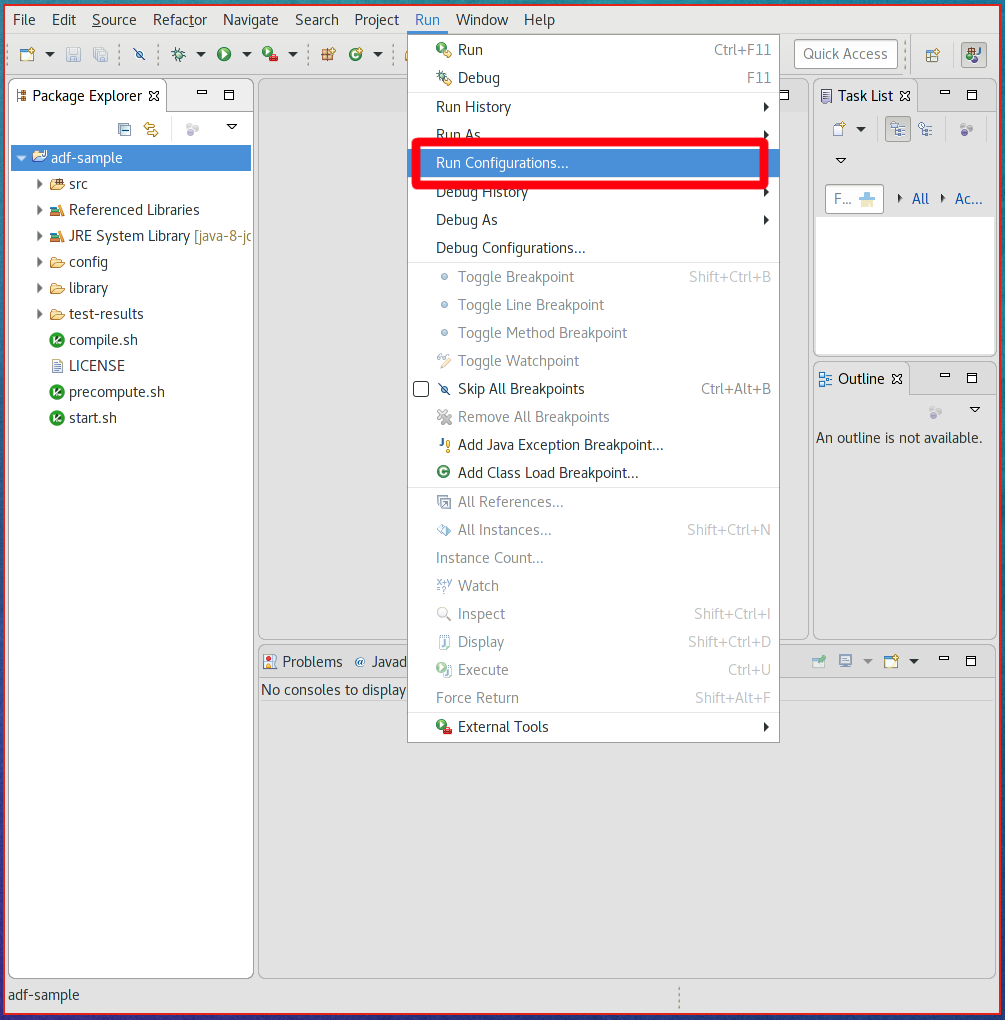 File Edit Source Refactor Navigate Search Project Run Window Help
Quick Access
Package Explorer
adf-sample
src
Referenced Libraries
JRE System Library [java-8-jc
config
library
test-results
compile.sh
LICENSE
precompute.sh
start.sh
Run Ctrl+F11
Debug F11
Run History
Run As
Run Configurations...
Debug History
Debug As
Debug Configurations...
Toggle Breakpoint Shift+Ctrl+B
Toggle Line Breakpoint
Toggle Method Breakpoint
Toggle Watchpoint
Skip All Breakpoints Ctrl+Alt+B
Remove All Breakpoints
Add Java Exception Breakpoint...
Add Class Load Breakpoint...
All References...
All Instances... Shift+Ctrl+N
Instance Count...
Watch
Inspect Shift+Ctrl+I
Display Shift+Ctrl+D
Execute Ctrl+U
Force Return Shift+Alt+F
External Tools
Task List
F... All Ac...
Outline
An outline is not available.
Problems @ Javad
No consoles to display
adf-sample